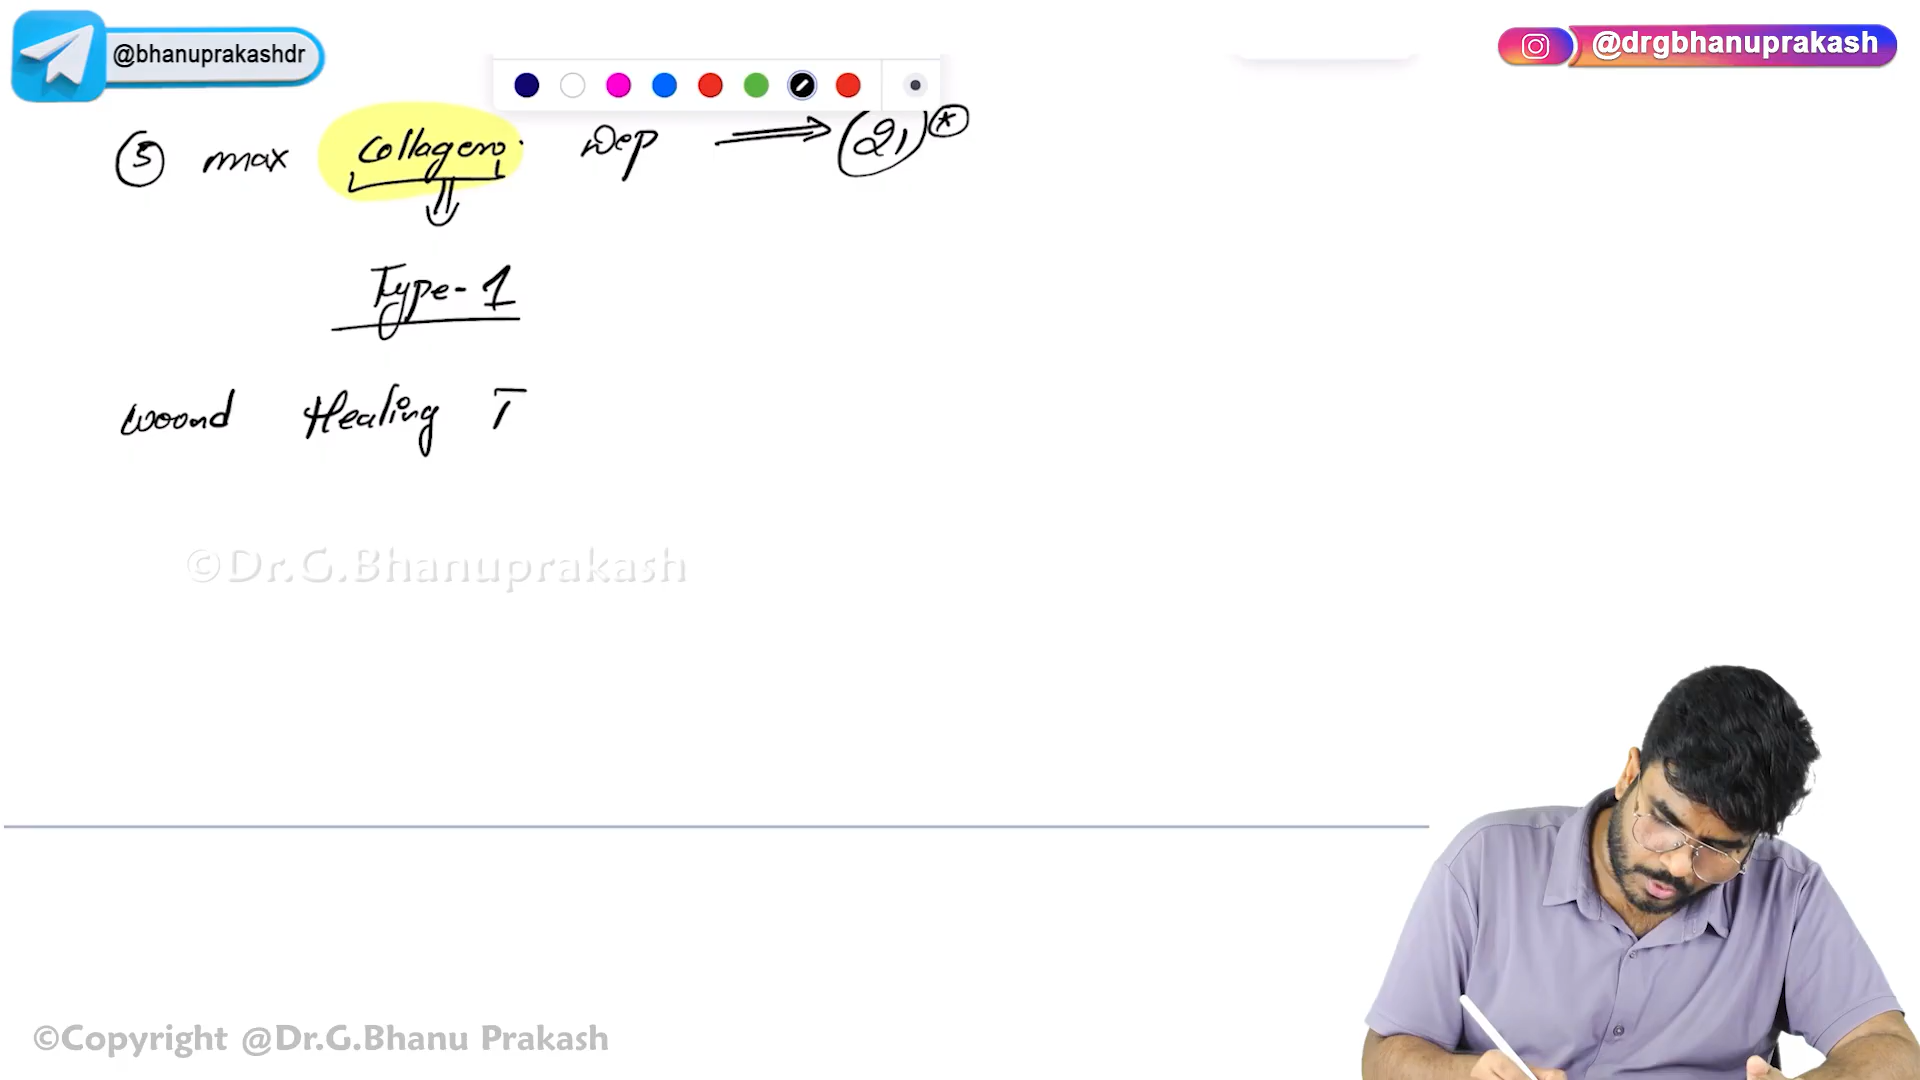 @bhanuprakashdr
@drgbhanuprakash
5 max Collagen Dep ⟹ (21)*
Type-1
wound Healing T
©Dr.G.Bhanuprakash
©Copyright @Dr.G.Bhanu Prakash